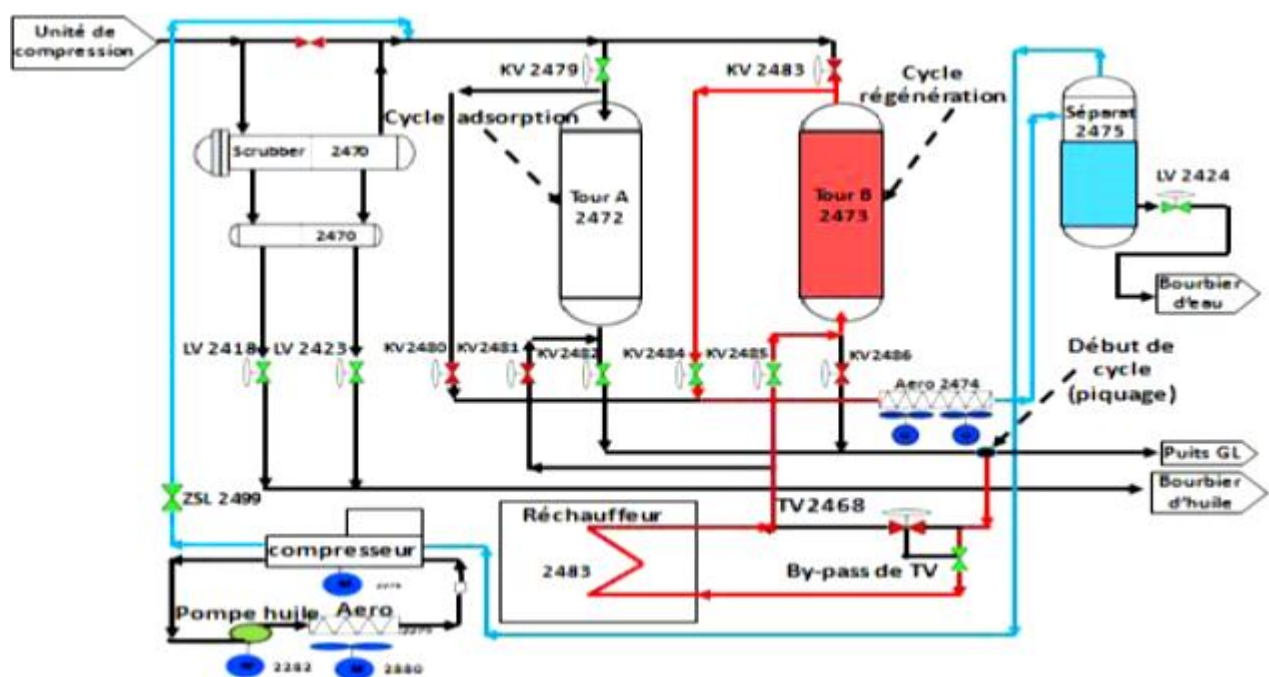 Unité de
compression
KV 2479
KV 2483
Cycle
régénération
Cycle adsorption
Scrubber 2470
2470
Tour A
2472
Tour B
2473
Séparat
2475
LV 2424
Bourbier
d'eau
LV 2418
LV 2423
KV2480
KV2481
KV2482
KV2484
KV2485
KV2486
Aero 2474
Début de
cycle
(piquage)
Puits GL
Bourbier
d'huile
ZSL 2499
Réchauffeur
2483
TV2468
By-pass de TV
compresseur
M
Pompe huile
Aero
2282
2880